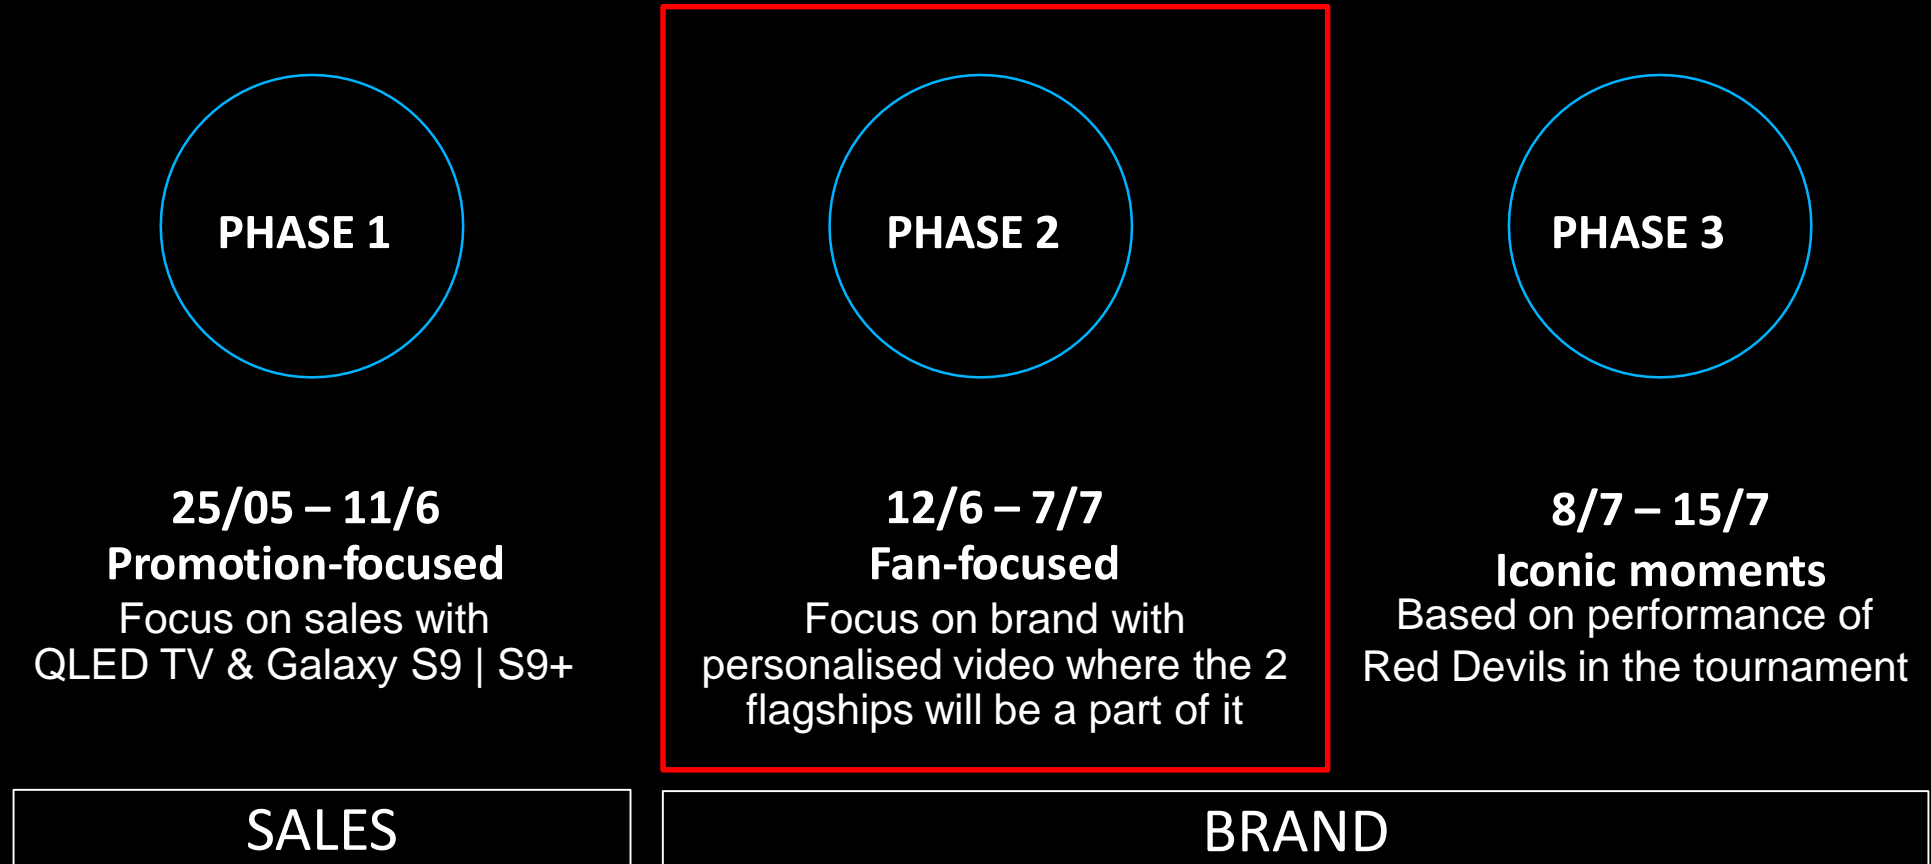 PHASE 1
25/05 – 11/6
Promotion-focused
Focus on sales with
QLED TV & Galaxy S9 | S9+
PHASE 2
12/6 – 7/7
Fan-focused
Focus on brand with
personalised video where the 2
flagships will be a part of it
PHASE 3
8/7 – 15/7
Iconic moments
Based on performance of
Red Devils in the tournament
SALES
BRAND